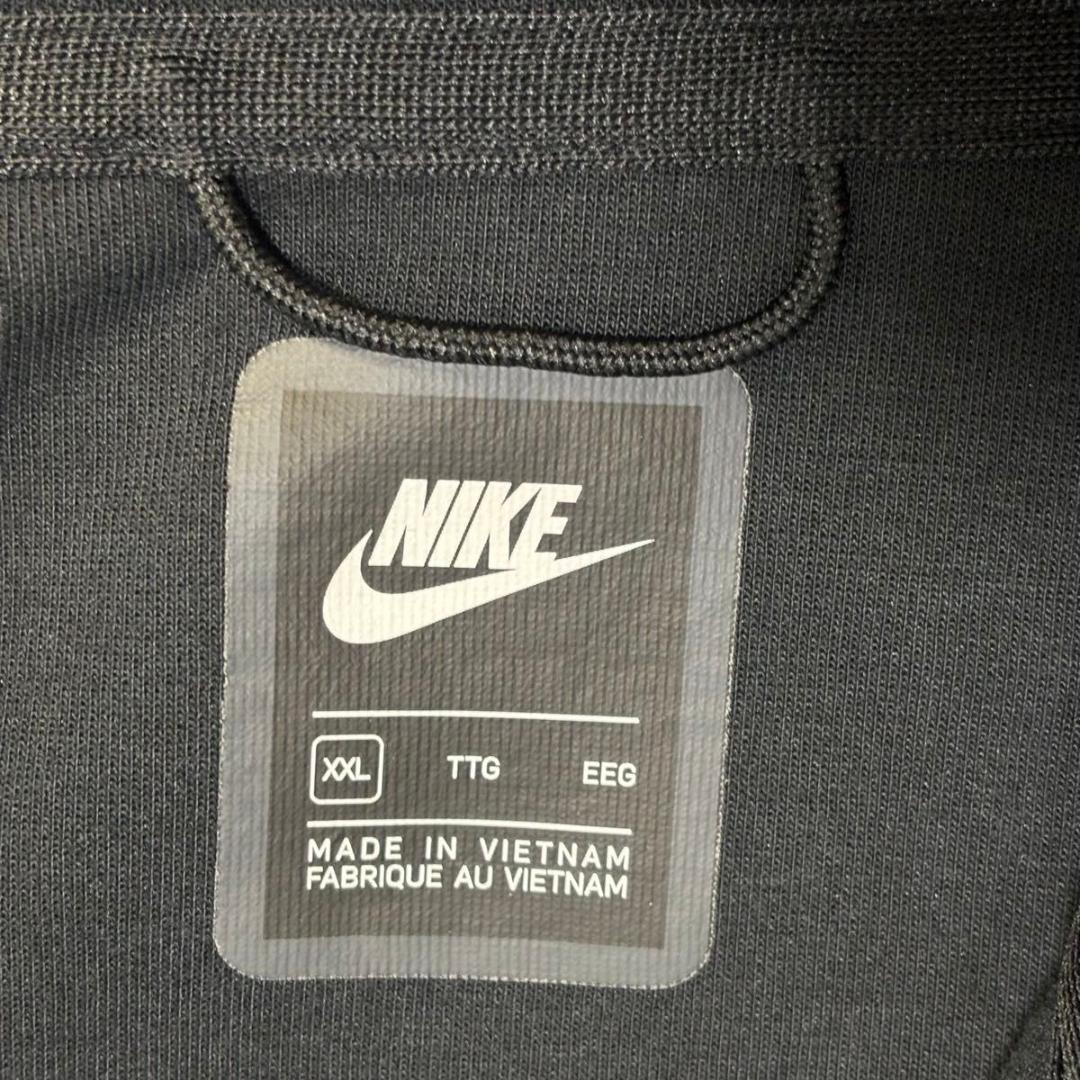 NIKE
XXL TTG EEG
MADE IN VIETNAM
FABRIQUE AU VIETNAM